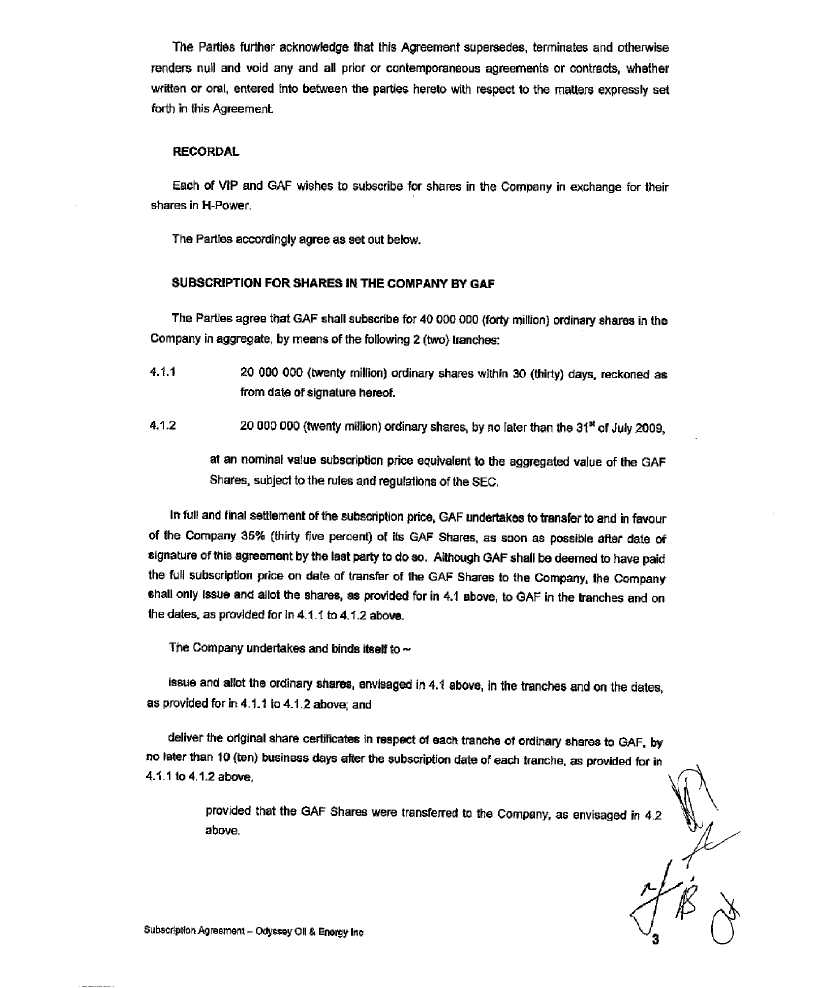 The Parties further acknowledge that this Agreement supersedes, terminates and otherwise
renders null and void any and all prior or contemporaneous agreements or contracts, whether
written or oral, entered into between the parties hereto with respect to the matters expressly set
forth in this Agreement.
RECORDAL
Each of VIP and GAF wishes to subscribe for shares in the Company in exchange for their
shares in H-Power.
The Parties accordingly agree as set out below.
SUBSCRIPTION FOR SHARES IN THE COMPANY BY GAF
The Parties agree that GAF shall subscribe for 40 000 000 (forty million) ordinary shares in the
Company in aggregate, by means of the following 2 (two) tranches:
4.1.1 20 000 000 (twenty million) ordinary shares within 30 (thirty) days, reckoned as
from date of signature hereof.
4.1.2 20 000 000 (twenty million) ordinary shares, by no later than the 31st of July 2009,
at an nominal value subscription price equivalent to the aggregated value of the GAF
Shares, subject to the rules and regulations of the SEC.
In full and final settlement of the subscription price, GAF undertakes to transfer to and in favour
of the Company 35% (thirty five percent) of its GAF Shares, as soon as possible after date of
signature of this agreement by the last party to do so. Although GAF shall be deemed to have paid
the full subscription price on date of transfer of the GAF Shares to the Company, the Company
shall only issue and allot the shares, as provided for in 4.1 above, to GAF in the tranches and on
the dates, as provided for in 4.1.1 to 4.1.2 above.
The Company undertakes and binds itself to ~
issue and allot the ordinary shares, envisaged in 4.1 above, in the tranches and on the dates,
as provided for in 4.1.1 to 4.1.2 above; and
deliver the original share certificates in respect of each tranche of ordinary shares to GAF, by
no later than 10 (ten) business days after the subscription date of each tranche, as provided for in
4.1.1 to 4.1.2 above,
provided that the GAF Shares were transferred to the Company, as envisaged in 4.2
above.
Subscription Agreement – Odyssey Oil & Energy Inc
3